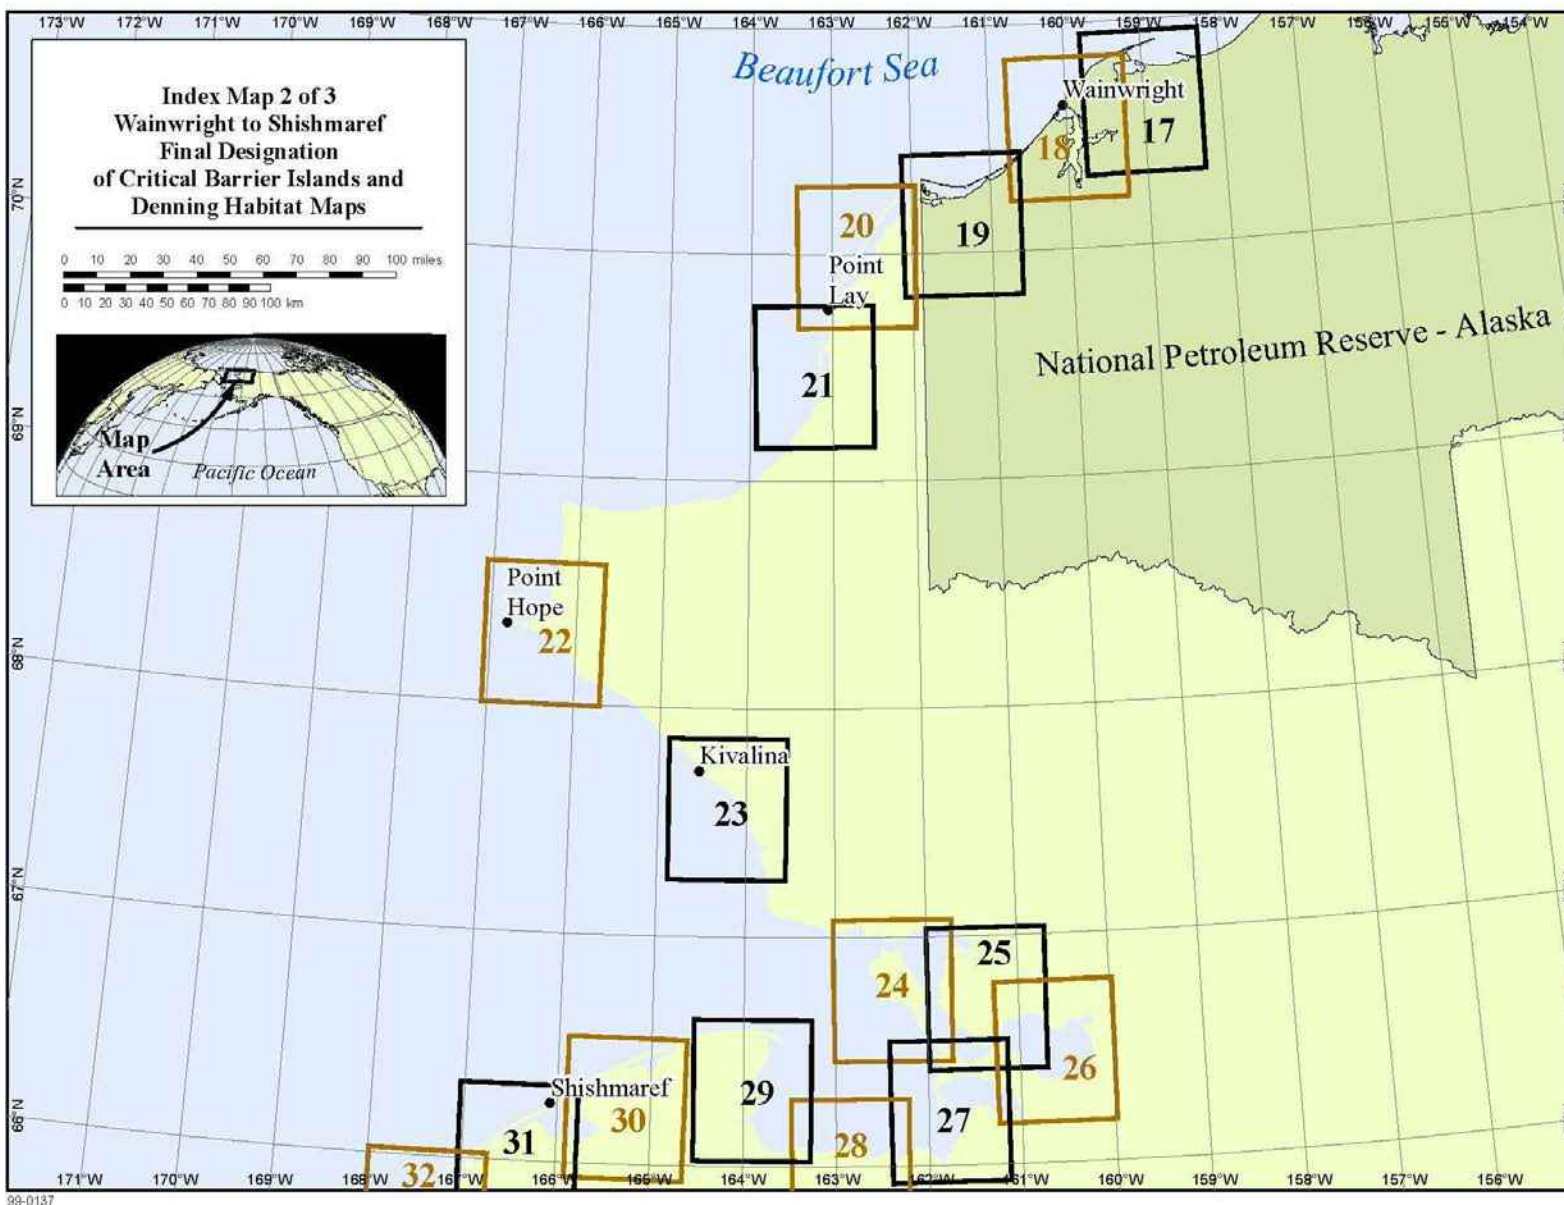 173°W 172°W 171°W 170°W 169°W 168°W 167°W 166°W 165°W 164°W 163°W 162°W 161°W 160°W 159°W 158°W 157°W 156°W 155°W 154°W
Index Map 2 of 3
Wainwright to Shishmaref
Final Designation
of Critical Barrier Islands and
Denning Habitat Maps
0 10 20 30 40 50 60 70 80 90 100 miles
0 10 20 30 40 50 60 70 80 90 100 km
Map
Area
Pacific Ocean
Beaufort Sea
Wainwright
17
18
19
20
Point
Lay
21
National Petroleum Reserve - Alaska
Point
Hope
22
Kivalina
23
24
25
26
27
28
29
30
Shishmaref
31
32
70°N
69°N
68°N
67°N
66°N
171°W 170°W 169°W 168°W 167°W 166°W 165°W 164°W 163°W 162°W 161°W 160°W 159°W 158°W 157°W 156°W
99-0137